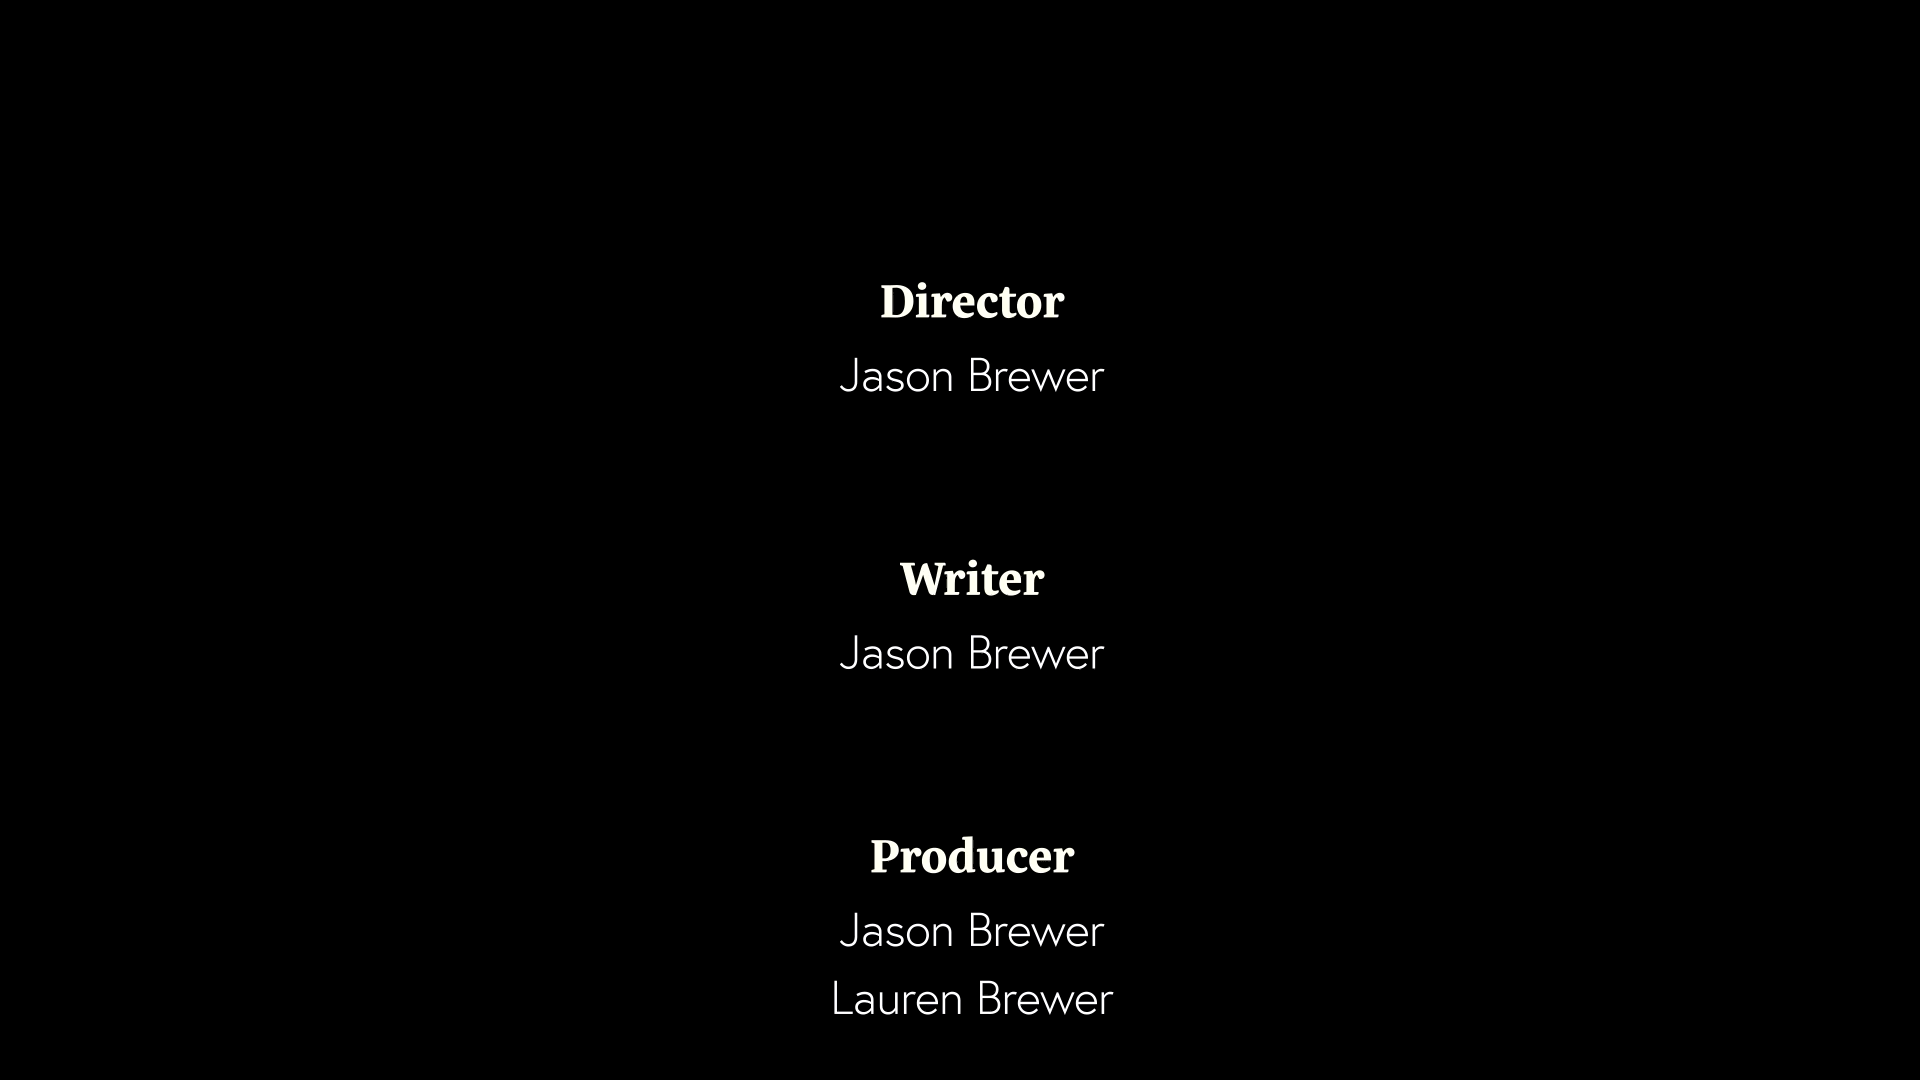 Director
Jason Brewer
Writer
Jason Brewer
Producer
Jason Brewer
Lauren Brewer